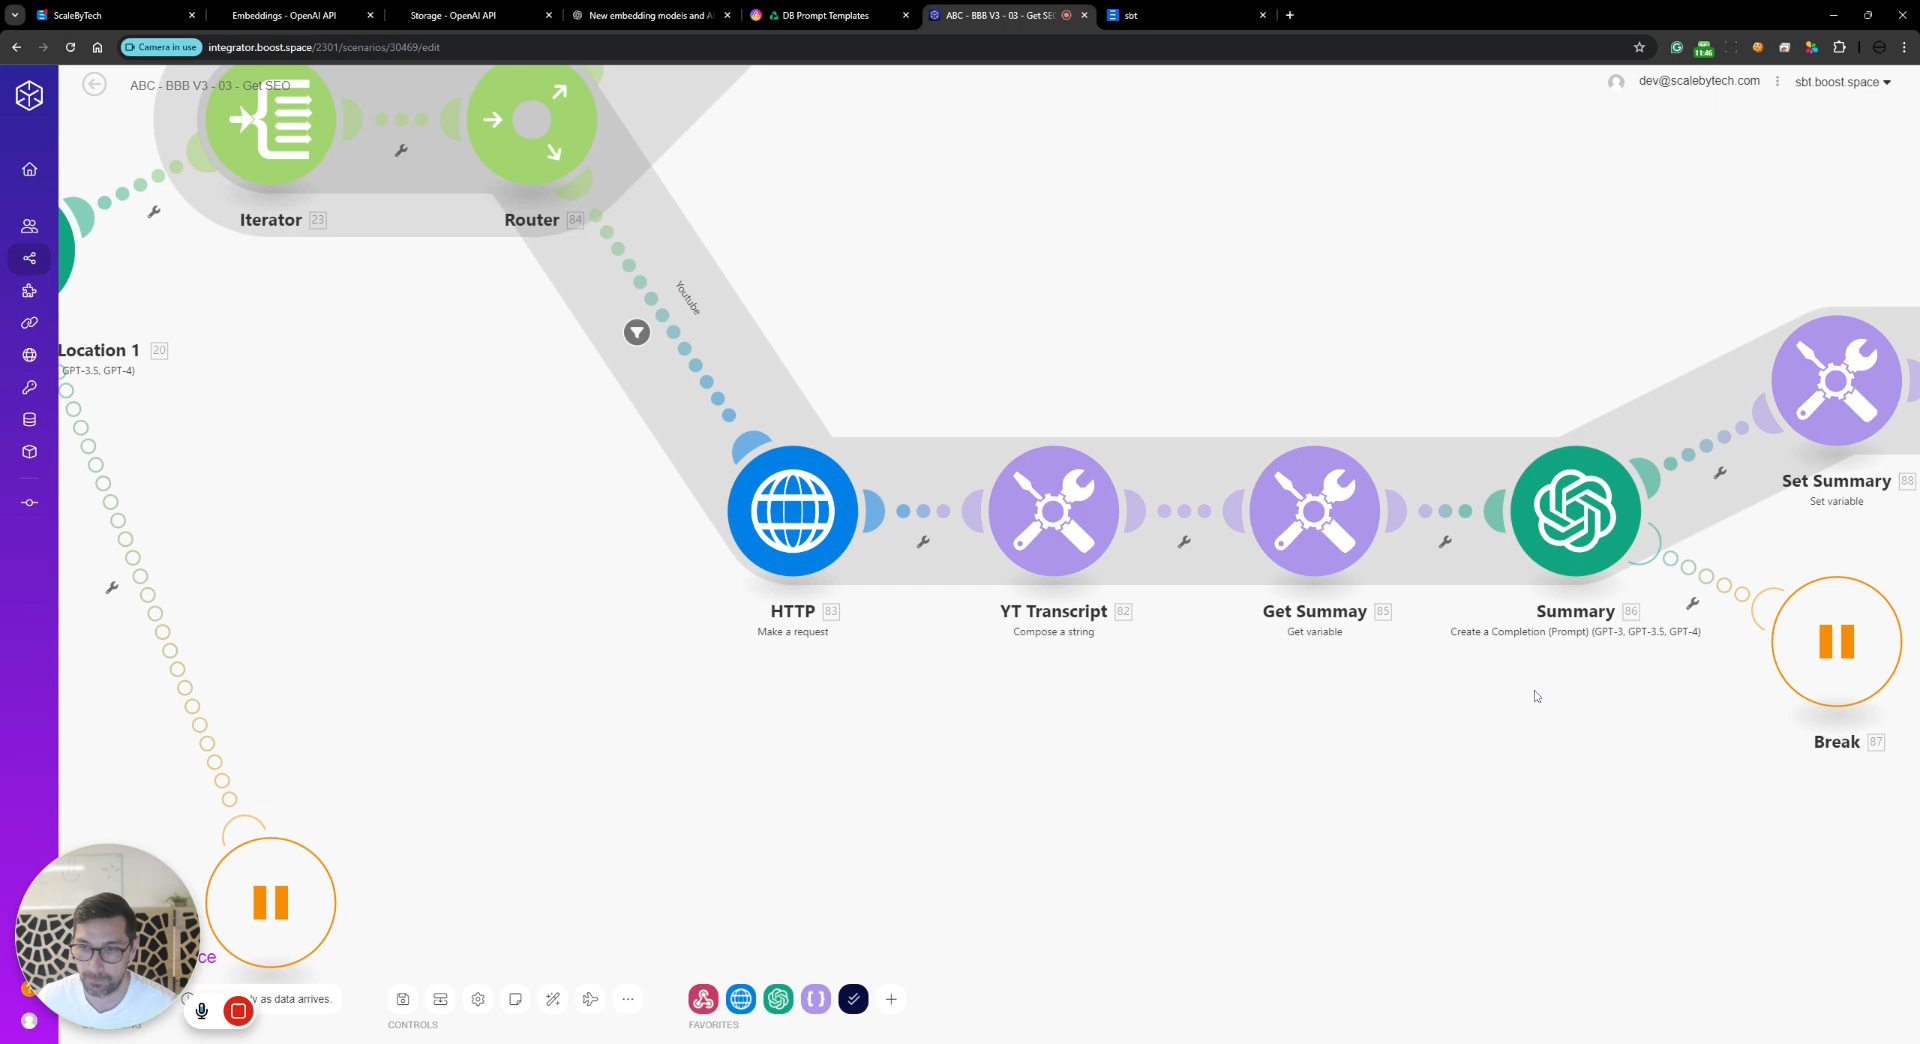 ScaleByTech
Embeddings - OpenAI API
Storage - OpenAI API
New embedding models and A
DB Prompt Templates
ABC - BBB V3 - 03 - Get SE
sbt
Camera in use
integrator.boost.space/2301/scenarios/30469/edit
11:46
ABC - BBB V3 - 03 - Get SEO
dev@scalebytech.com
sbt.boost.space
Iterator 23
Router 84
Youtube
Location 1 20
GPT-3.5, GPT-4)
HTTP 83
Make a request
YT Transcript 82
Compose a string
Get Summay 85
Get variable
Summary 86
Create a Completion (Prompt) (GPT-3, GPT-3.5, GPT-4)
Set Summary 88
Set variable
Break 87
ce
as data arrives.
CONTROLS
FAVORITES